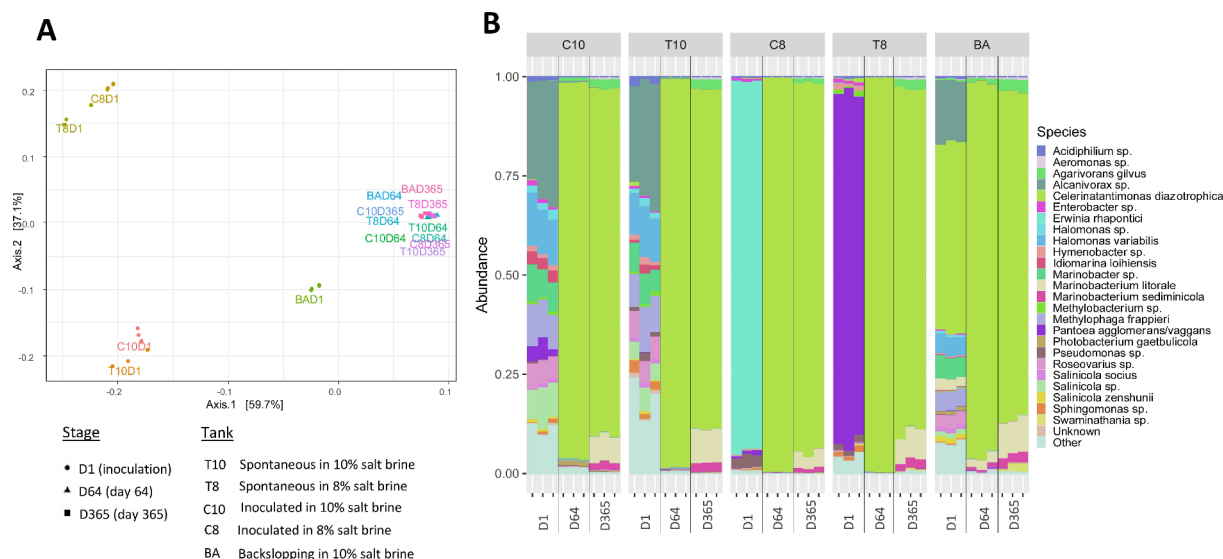 A
0.2
0.1
0.0
-0.1
-0.2
Axis.2 [37.1%]
C8D1
T8D1
BAD365
BAD64
T8D365
C10D365
T8D64
T10D64
C10D64
C8D64
C8D365
T10D365
BAD1
C10D1
T10D1
-0.2
-0.1
0.0
0.1
Axis.1 [59.7%]
Stage
D1 (inoculation)
D64 (day 64)
D365 (day 365)
Tank
T10 Spontaneous in 10% salt brine
T8 Spontaneous in 8% salt brine
C10 Inoculated in 10% salt brine
C8 Inoculated in 8% salt brine
BA Backslopping in 10% salt brine
B
C10 T10 C8 T8 BA
1.00
0.75
0.50
0.25
0.00
Abundance
D1 D64 D365 D1 D64 D365 D1 D64 D365 D1 D64 D365 D1 D64 D365
Species
Acidiphilium sp.
Aeromonas sp.
Agarivorans gilvus
Alcanivorax sp.
Celerinatantimonas diazotrophica
Enterobacter sp.
Erwinia rhapontici
Halomonas sp.
Halomonas variabilis
Hymenobacter sp.
Idiomarina loihiensis
Marinobacter sp.
Marinobacterium litorale
Marinobacterium sediminicola
Methylobacterium sp.
Methylophaga frappieri
Pantoea agglomerans/vaggans
Photobacterium gaetbulicola
Pseudomonas sp.
Roseovarius sp.
Salinicola socius
Salinicola sp.
Salinicola zenshunii
Sphingomonas sp.
Swaminathania sp.
Unknown
Other